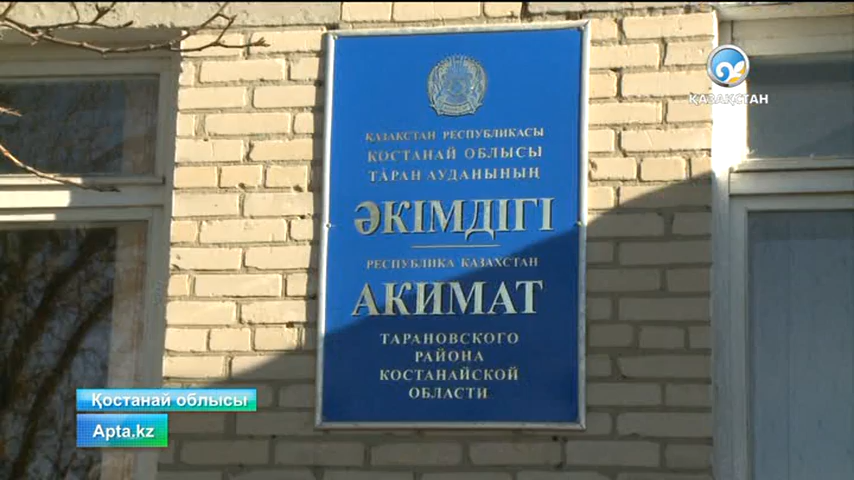 ҚАЗАҚСТАН
ҚАЗАҚСТАН РЕСПУБЛИКАСЫ
ҚОСТАНАЙ ОБЛЫСЫ
ТАРАН АУДАНЫНЫҢ
ӘКІМДІГІ
РЕСПУБЛИКА КАЗАХСТАН
АКИМАТ
ТАРАНОВСКОГО
РАЙОНА
КОСТАНАЙСКОЙ
ОБЛАСТИ
Қостанай облысы
Apta.kz